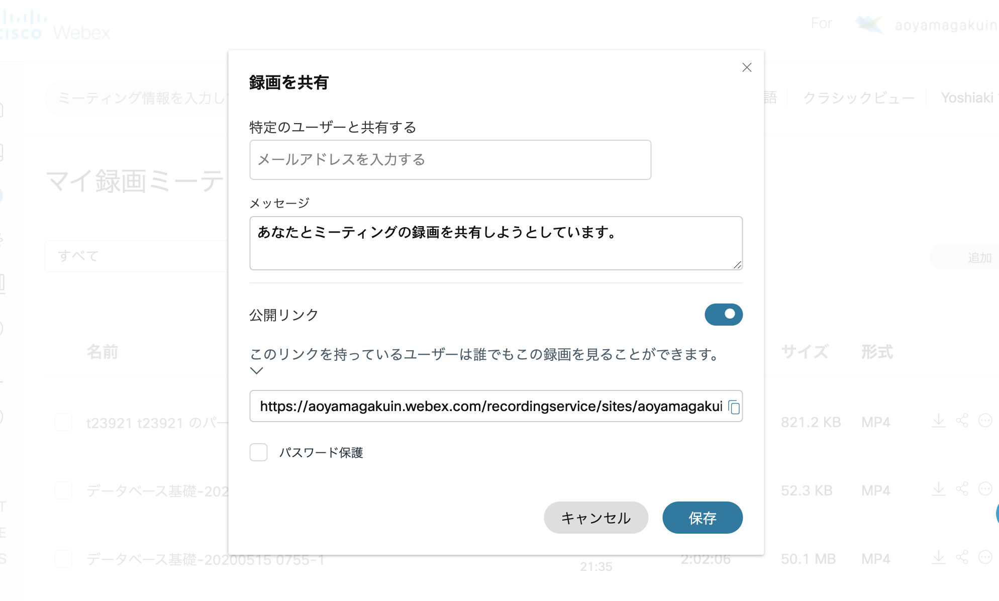 CISCO Webex
For aoyamagakuin
録画を共有
ミーティング情報を入力し
語 クラシックビュー Yoshiaki
特定のユーザーと共有する
メールアドレスを入力する
マイ録画ミーテ
メッセージ
あなたとミーティングの録画を共有しようとしています。
すべて
追加
公開リンク
このリンクを持っているユーザーは誰でもこの録画を見ることができます。
名前 サイズ 形式
https://aoyamagakuin.webex.com/recordingservice/sites/aoyamagakui
t23921 t23921 のパー 821.2 KB MP4
パスワード保護
データベース基礎-202 52.3 KB MP4
キャンセル 保存
T
E
S
データベース基礎-20200515 0755-1 2:02:06 50.1 MB MP4
21:35